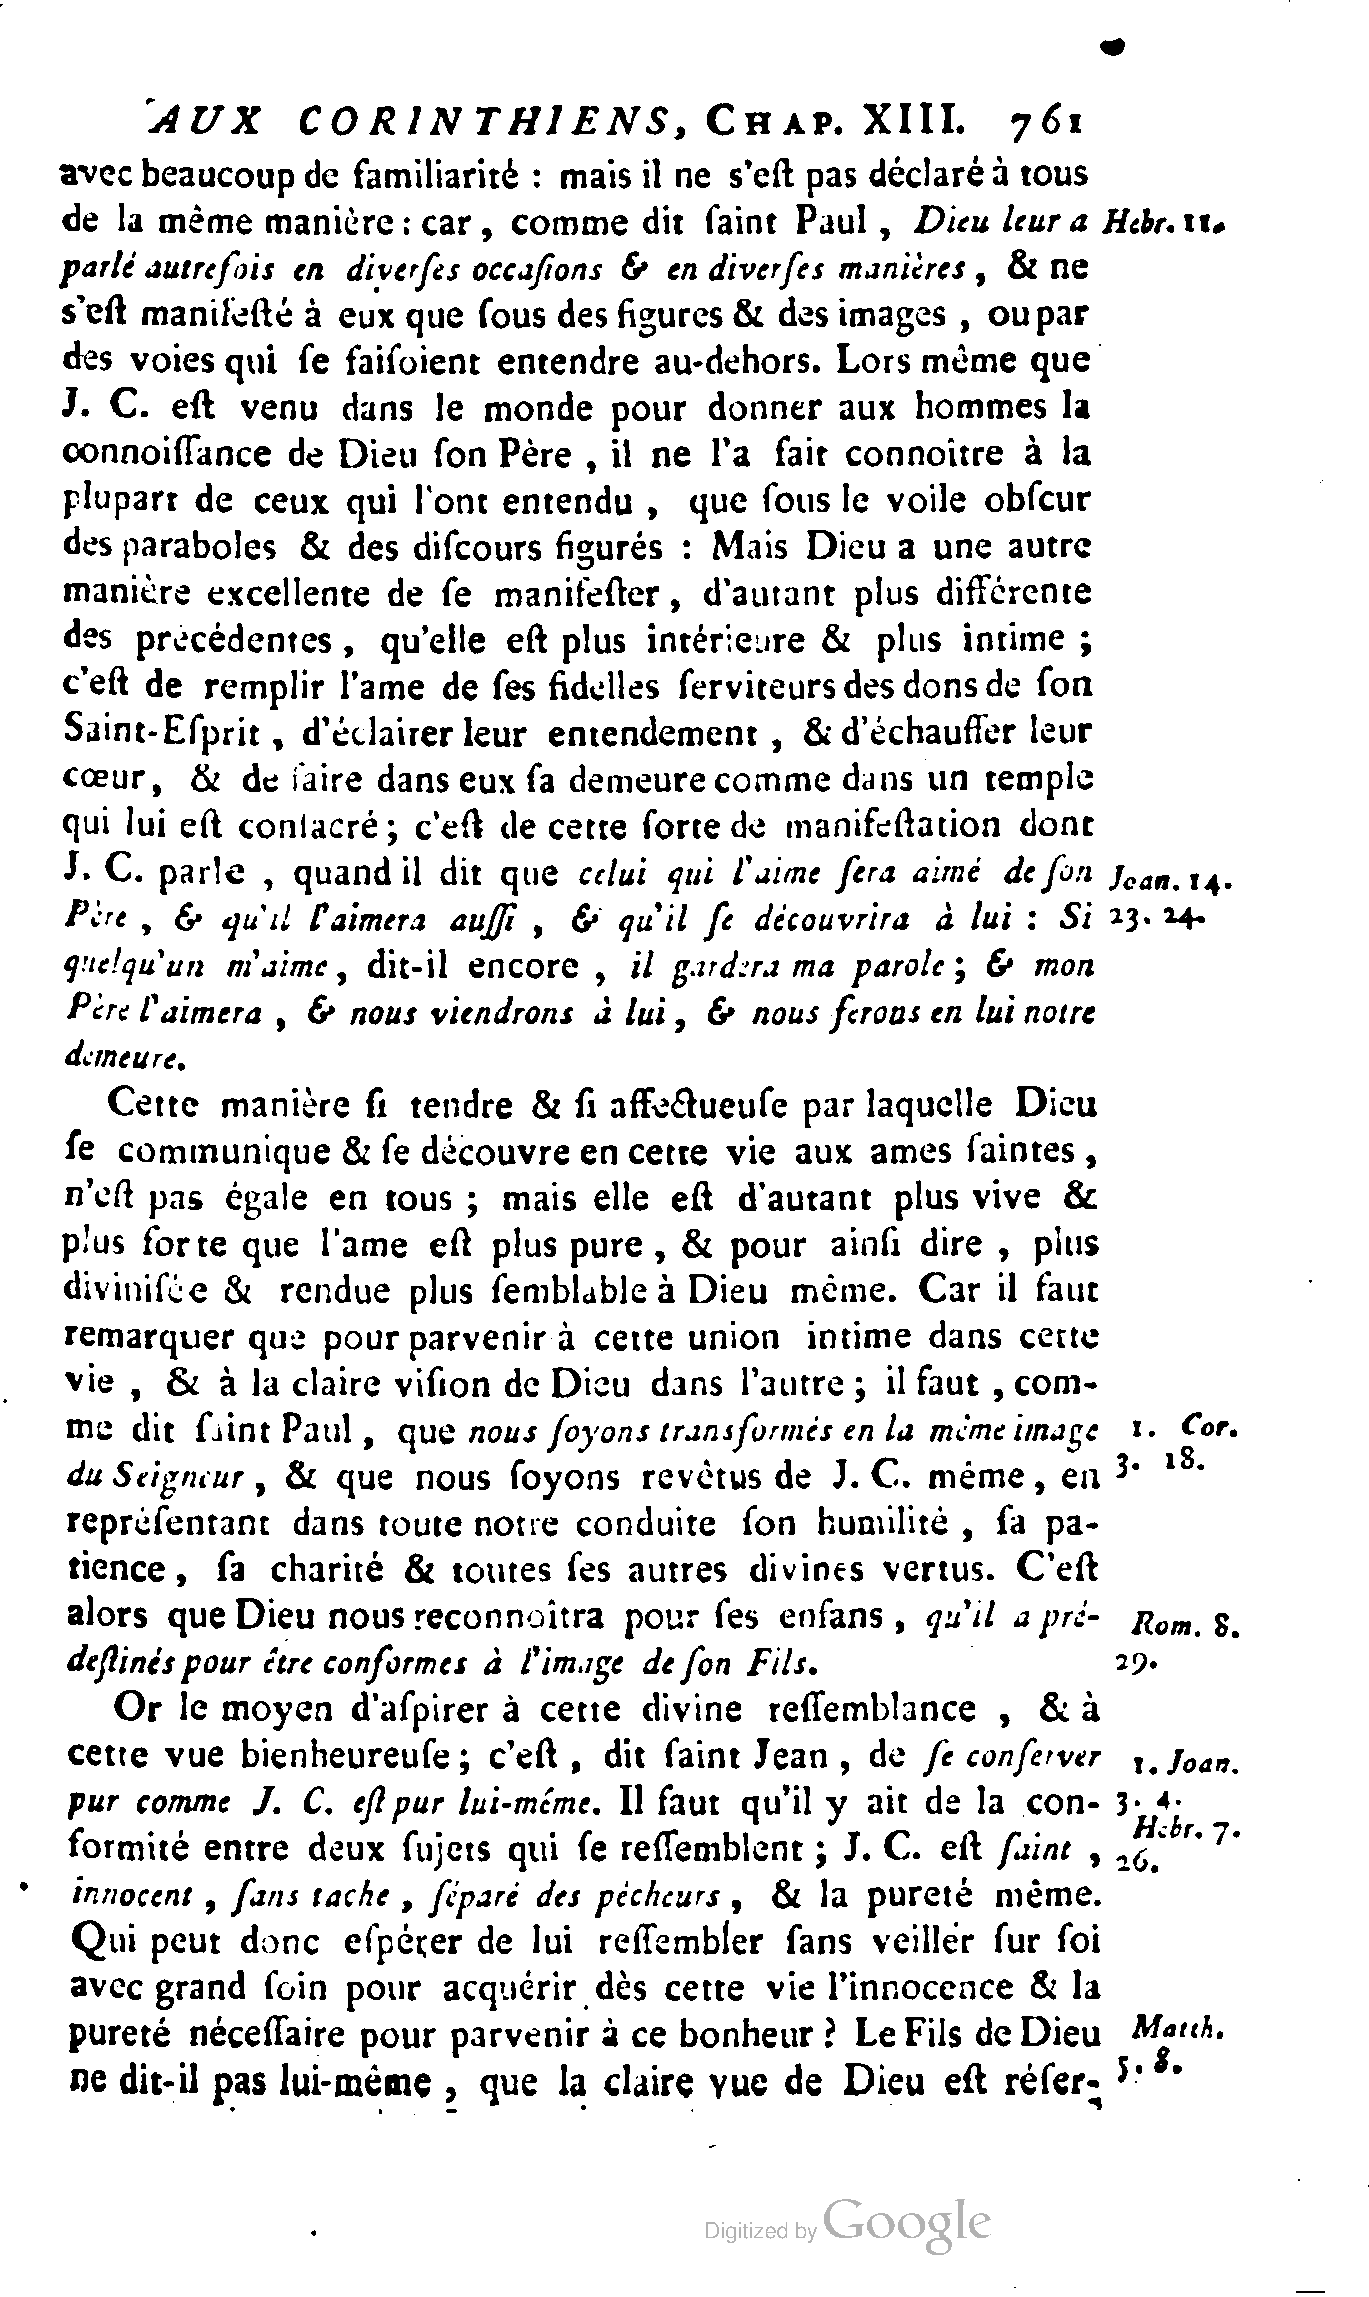 AUX CORINTHIENS, CHAP. XIII. 761
avec beaucoup de familiarité : mais il ne s'eſt pas déclaré à tous
de la même manière : car , comme dit ſaint Paul , Dieu leur a Hebr. 11.
parlé autrefois en diverſes occaſions & en diverſes manières , & ne
s'eſt manifeſté à eux que ſous des figures & des images , ou par
des voies qui ſe faiſoient entendre au-dehors. Lors même que
J. C. eſt venu dans le monde pour donner aux hommes la
connoiſſance de Dieu ſon Père , il ne l'a fait connoître à la
plupart de ceux qui l'ont entendu , que ſous le voile obſcur
des paraboles & des diſcours figurés : Mais Dieu a une autre
manière excellente de ſe manifeſter , d'autant plus différente
des précédentes , qu'elle eſt plus intérieure & plus intime ;
c'eſt de remplir l'ame de ſes fidelles ſerviteurs des dons de ſon
Saint-Eſprit , d'éclairer leur entendement , & d'échauffer leur
cœur, & de faire dans eux ſa demeure comme dans un temple
qui lui eſt conſacré ; c'eſt de cette ſorte de manifeſtation dont
J. C. parle , quand il dit que celui qui l'aime ſera aimé de ſon Joan. 14.
Père , & qu'il l'aimera auſſi , & qu'il ſe découvrira à lui : Si 23. 24.
quelqu'un m'aime , dit-il encore , il gardera ma parole ; & mon
Père l'aimera , & nous viendrons à lui , & nous ferons en lui notre
demeure.
Cette manière ſi tendre & ſi affectueuſe par laquelle Dieu
ſe communique & ſe découvre en cette vie aux ames ſaintes ,
n'eſt pas égale en tous ; mais elle eſt d'autant plus vive &
plus forte que l'ame eſt plus pure , & pour ainſi dire , plus
diviniſée & rendue plus ſemblable à Dieu même. Car il faut
remarquer que pour parvenir à cette union intime dans cette
vie , & à la claire viſion de Dieu dans l'autre ; il faut , com-
me dit ſaint Paul , que nous ſoyons transformés en la même image 1. Cor.
du Seigneur , & que nous ſoyons revêtus de J. C. même , en 3. 18.
repréſentant dans toute notre conduite ſon humilité , ſa pa-
tience , ſa charité & toutes ſes autres divines vertus. C'eſt
alors que Dieu nous reconnoîtra pour ſes enfans , qu'il a pré- Rom. 8.
deſtinés pour être conformes à l'image de ſon Fils. 29.
Or le moyen d'aſpirer à cette divine reſſemblance , & à
cette vue bienheureuſe ; c'eſt , dit ſaint Jean , de ſe conſerver 1. Joan.
pur comme J. C. eſt pur lui-même. Il faut qu'il y ait de la con- 3. 4.
Hebr. 7.
formité entre deux ſujets qui ſe reſſemblent ; J. C. eſt ſaint , 26.
innocent , ſans tache , ſéparé des pécheurs , & la pureté même.
Qui peut donc eſpérer de lui reſſembler ſans veiller ſur ſoi
avec grand ſoin pour acquérir dès cette vie l'innocence & la
pureté néceſſaire pour parvenir à ce bonheur ? Le Fils de Dieu Matth.
ne dit-il pas lui-même , que la claire vue de Dieu eſt réſer- 5. 8.
Digitized by Google